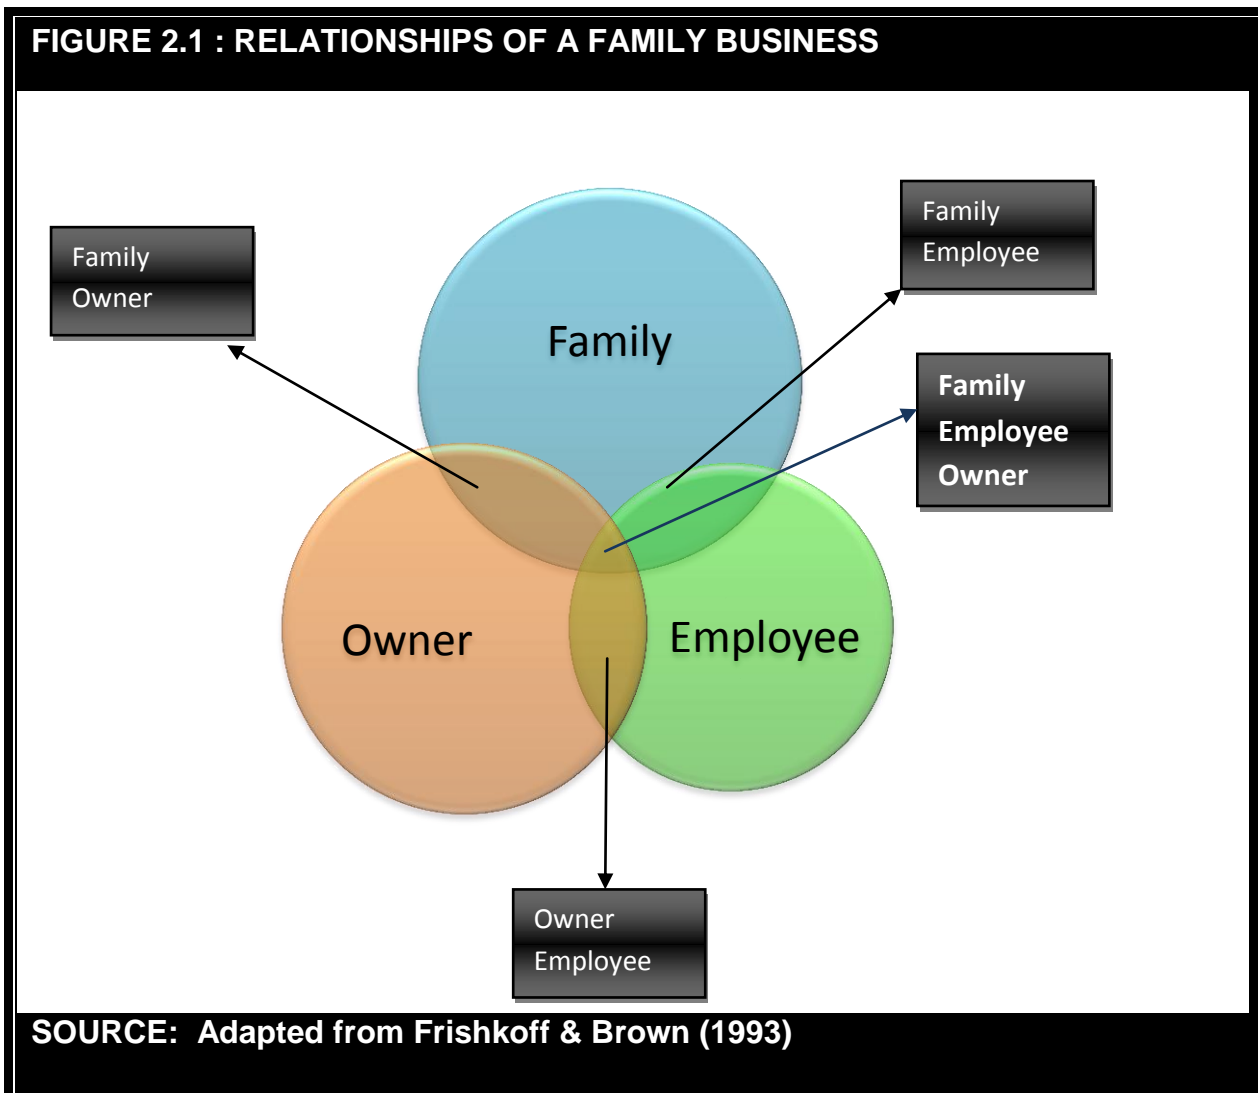 FIGURE 2.1 : RELATIONSHIPS OF A FAMILY BUSINESS
Family
Owner
Family
Employee
Family
Family
Employee
Owner
Owner
Employee
Owner
Employee
SOURCE:  Adapted from Frishkoff & Brown (1993)